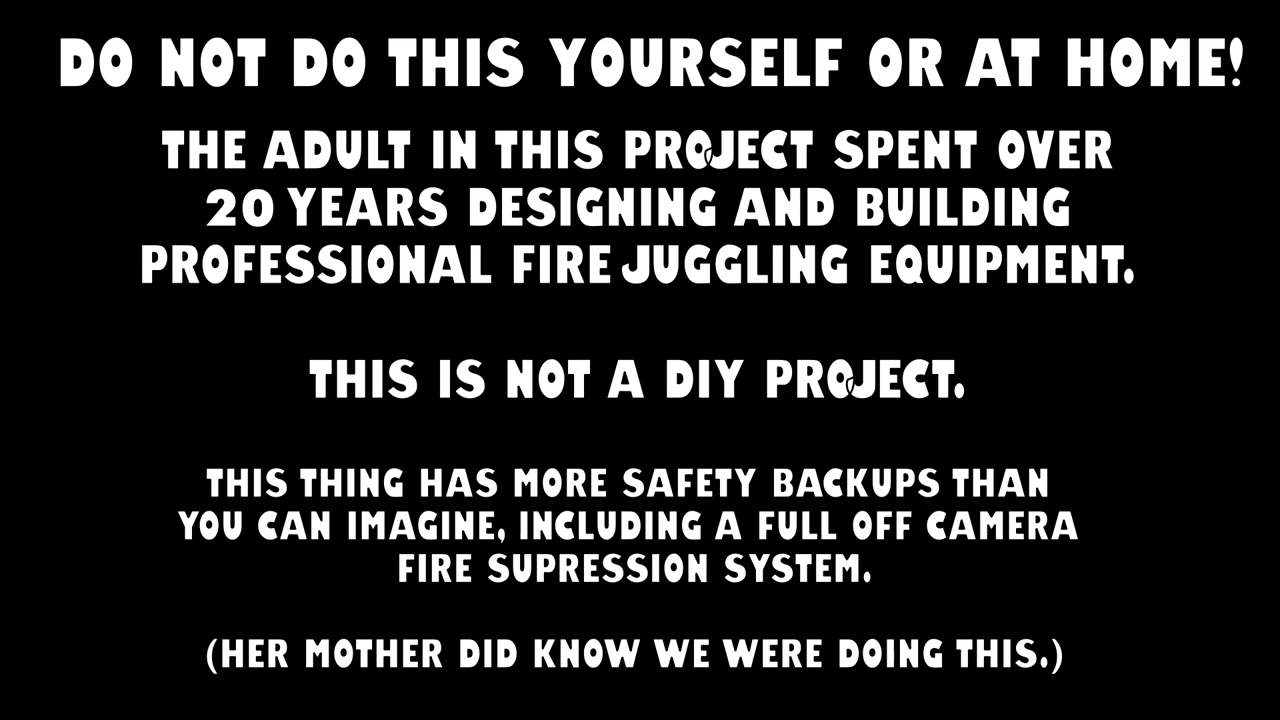 DO NOT DO THIS YOURSELF OR AT HOME!
THE ADULT IN THIS PROJECT SPENT OVER
20 YEARS DESIGNING AND BUILDING
PROFESSIONAL FIRE JUGGLING EQUIPMENT.
THIS IS NOT A DIY PROJECT.
THIS THING HAS MORE SAFETY BACKUPS THAN
YOU CAN IMAGINE, INCLUDING A FULL OFF CAMERA
FIRE SUPRESSION SYSTEM.
(HER MOTHER DID KNOW WE WERE DOING THIS.)